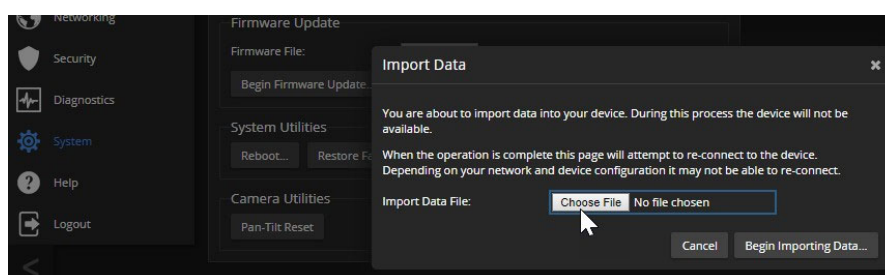 Networking
Security
Diagnostics
System
Help
Logout
Firmware Update
Firmware File:
Begin Firmware Update...
System Utilities
Reboot...
Restore Fa
Camera Utilities
Pan-Tilt Reset
Import Data
You are about to import data into your device. During this process the device will not be
available.
When the operation is complete this page will attempt to re-connect to the device.
Depending on your network and device configuration it may not be able to re-connect.
Import Data File:
Choose File No file chosen
Cancel
Begin Importing Data...